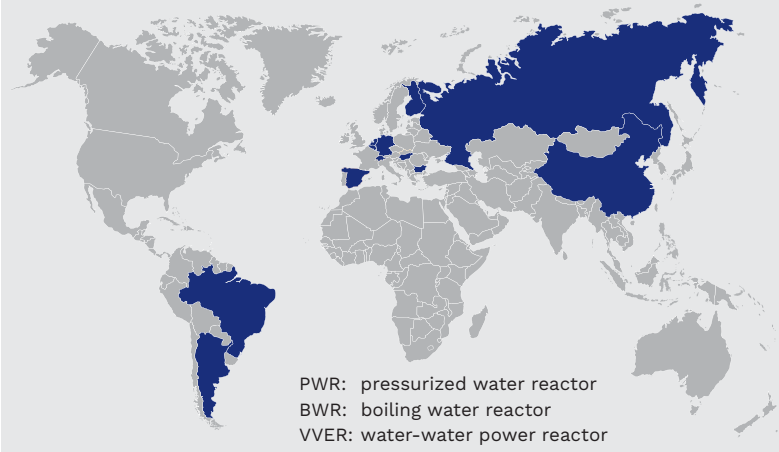 PWR: pressurized water reactor
BWR: boiling water reactor
VVER: water-water power reactor